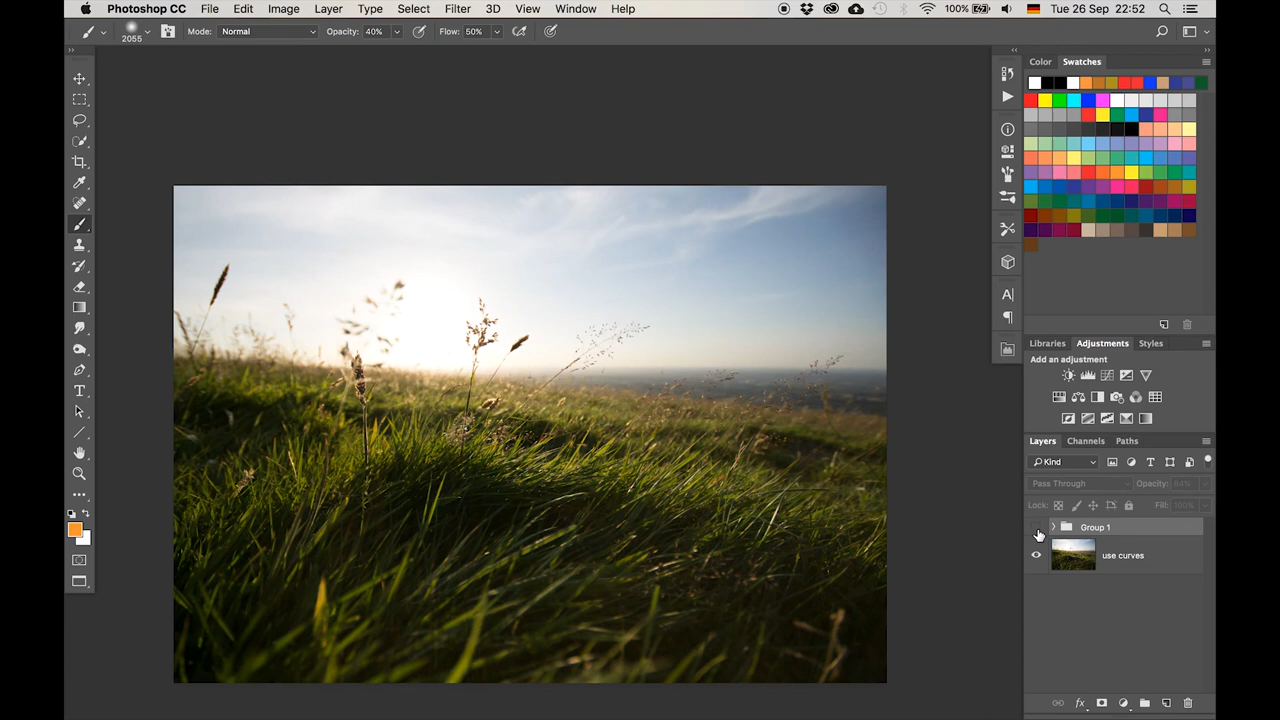 Photoshop CC File Edit Image Layer Type Select Filter 3D View Window Help 100% Tue 26 Sep 22:52
2055 Mode: Normal Opacity: 40% Flow: 50%
Color Swatches
Libraries Adjustments Styles
Add an adjustment
Layers Channels Paths
Kind
Pass Through Opacity: 84%
Lock: Fill: 100%
Group 1
use curves